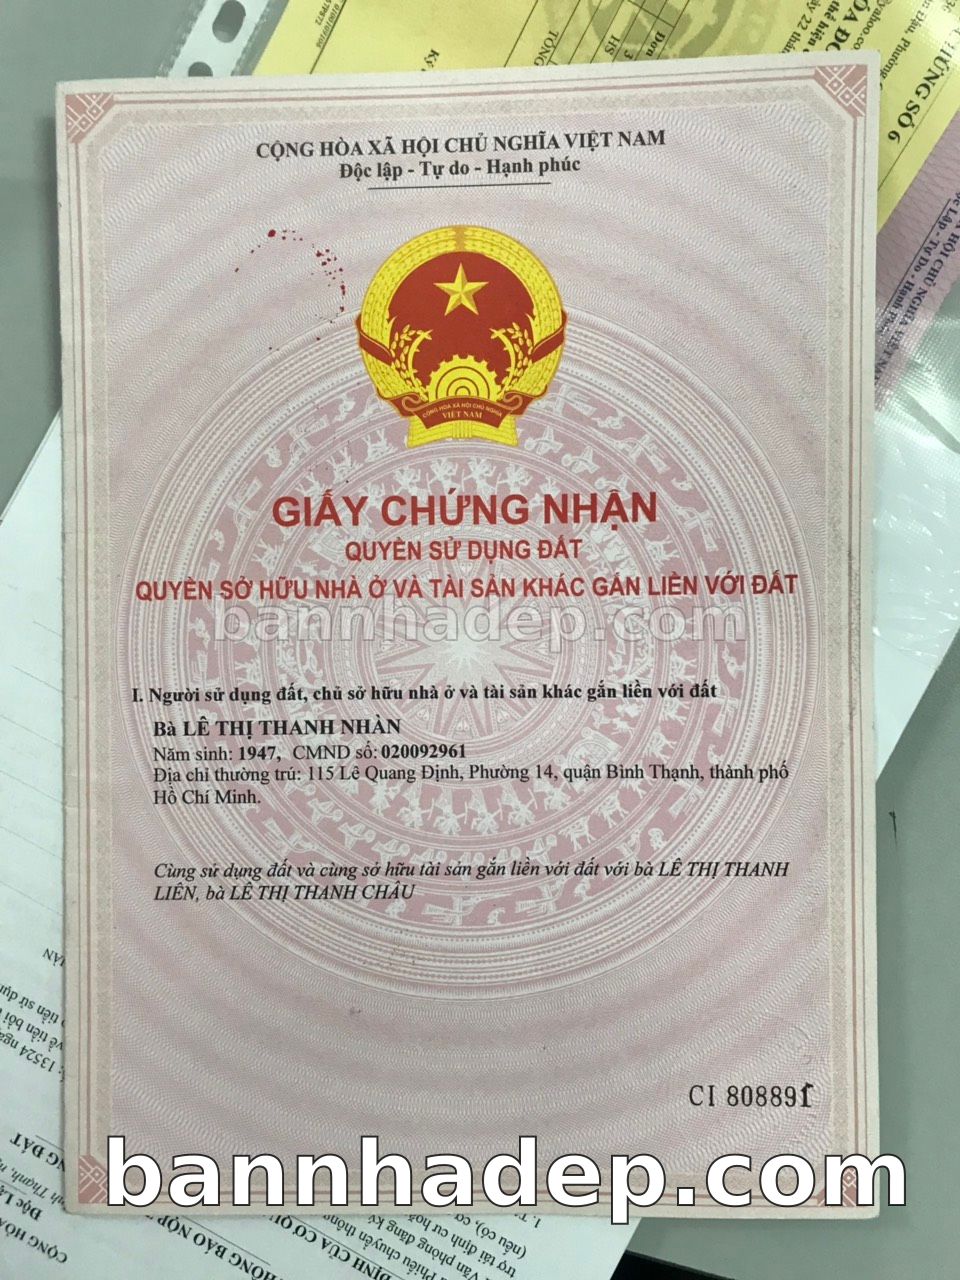 CỘNG HÒA XÃ HỘI CHỦ NGHĨA VIỆT NAM
Độc lập - Tự do - Hạnh phúc
CỘNG HÒA XÃ HỘI CHỦ NGHĨA
VIỆT NAM
GIẤY CHỨNG NHẬN
QUYỀN SỬ DỤNG ĐẤT
QUYỀN SỞ HỮU NHÀ Ở VÀ TÀI SẢN KHÁC GẮN LIỀN VỚI ĐẤT
bannhadep.com
I. Người sử dụng đất, chủ sở hữu nhà ở và tài sản khác gắn liền với đất
Bà LÊ THỊ THANH NHÀN
Năm sinh: 1947, CMND số: 020092961
Địa chỉ thường trú: 115 Lê Quang Định, Phường 14, quận Bình Thạnh, thành phố
Hồ Chí Minh.
Cùng sử dụng đất và cùng sở hữu tài sản gắn liền với đất với bà LÊ THỊ THANH
LIÊN, bà LÊ THỊ THANH CHÂU
CI 808891
bannhadep.com